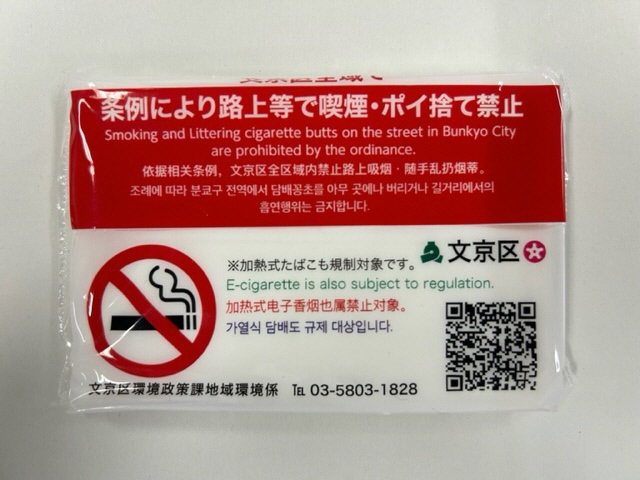 文京区全域で
条例により路上等で喫煙・ポイ捨て禁止
Smoking and Littering cigarette butts on the street in Bunkyo City
are prohibited by the ordinance.
依据相关条例，文京区全区域内禁止路上吸烟・随手乱扔烟蒂。
조례에 따라 분쿄구 전역에서 담배꽁초를 아무 곳에나 버리거나 길거리에서의
흡연행위는 금지합니다.
文京区
※加熱式たばこも規制対象です。
E-cigarette is also subject to regulation.
加热式电子香烟也属禁止对象。
가열식 담배도 규제 대상입니다.
文京区環境政策課地域環境係 TEL 03-5803-1828